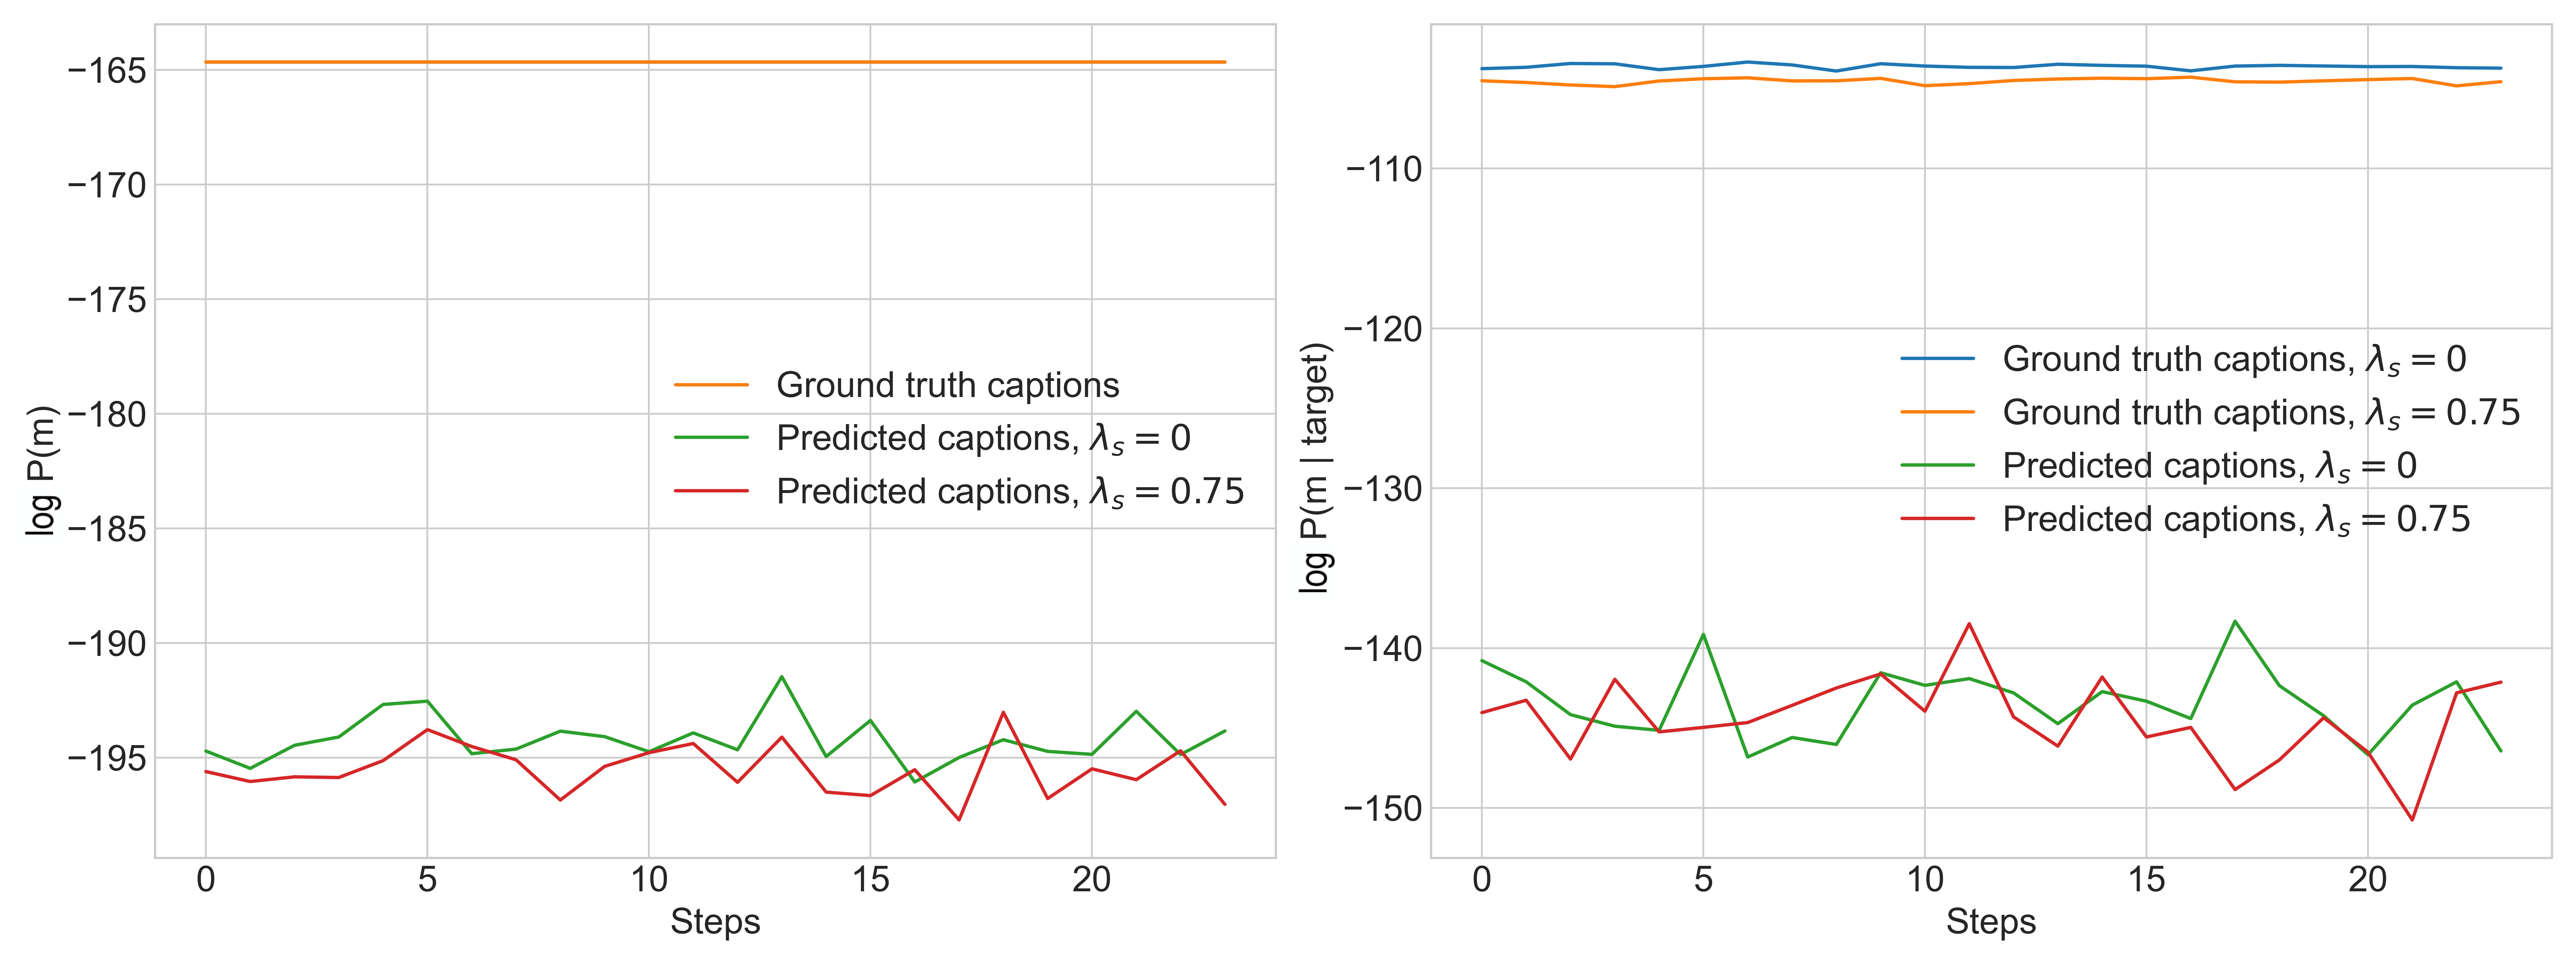 log P(m)
−165
−170
−175
−180
−185
−190
−195
Ground truth captions
Predicted captions, λₛ = 0
Predicted captions, λₛ = 0.75
0 5 10 15 20
Steps
log P(m | target)
−110
−120
−130
−140
−150
Ground truth captions, λₛ = 0
Ground truth captions, λₛ = 0.75
Predicted captions, λₛ = 0
Predicted captions, λₛ = 0.75
0 5 10 15 20
Steps